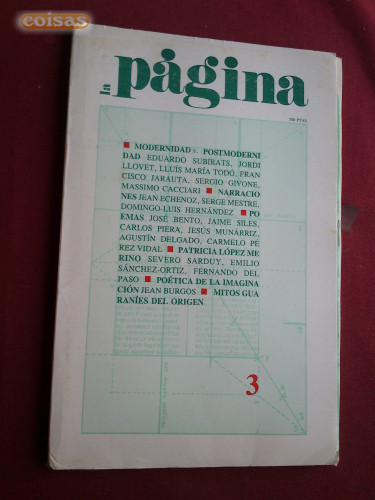 coisas
la página
500 PTAS
■ MODERNIDAD v. POSTMODERNI
DAD EDUARDO SUBIRATS, JORDI
LLOVET, LLUÍS MARÍA TODÓ, FRAN
CISCO JARAUTA, SERGIO GIVONE,
MASSIMO CACCIARI ■ NARRACIO
NES JEAN ECHENOZ, SERGE MESTRE,
DOMINGO-LUIS HERNÁNDEZ ■ PO
EMAS JOSÉ BENTO, JAIME SILES,
CARLOS PIERA, JESÚS MUNÁRRIZ,
AGUSTÍN DELGADO, CARMELO PÉ
REZ VIDAL ■ PATRICIA LÓPEZ ME
RINO SEVERO SARDUY, EMILIO
SÁNCHEZ-ORTIZ, FERNANDO DEL
PASO ■ POÉTICA DE LA IMAGINA
CIÓN JEAN BURGOS ■ MITOS GUA
RANÍES DEL ORIGEN
3